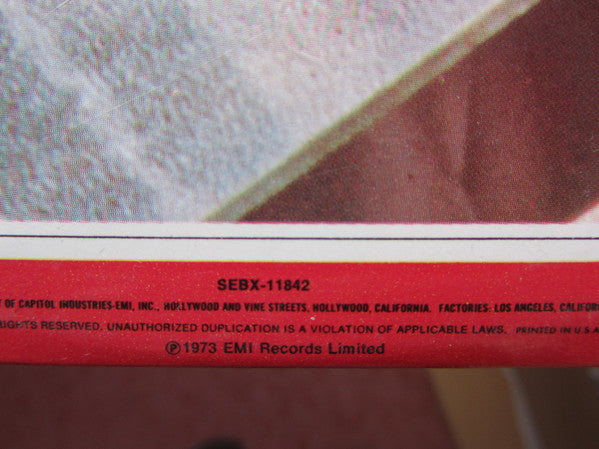 SEBX-11842
OF CAPITOL INDUSTRIES-EMI, INC., HOLLYWOOD AND VINE STREETS, HOLLYWOOD, CALIFORNIA. FACTORIES: LOS ANGELES,
RIGHTS RESERVED. UNAUTHORIZED DUPLICATION IS A VIOLATION OF APPLICABLE LAWS. PRINTED IN U.S.A
℗1973 EMI Records Limited